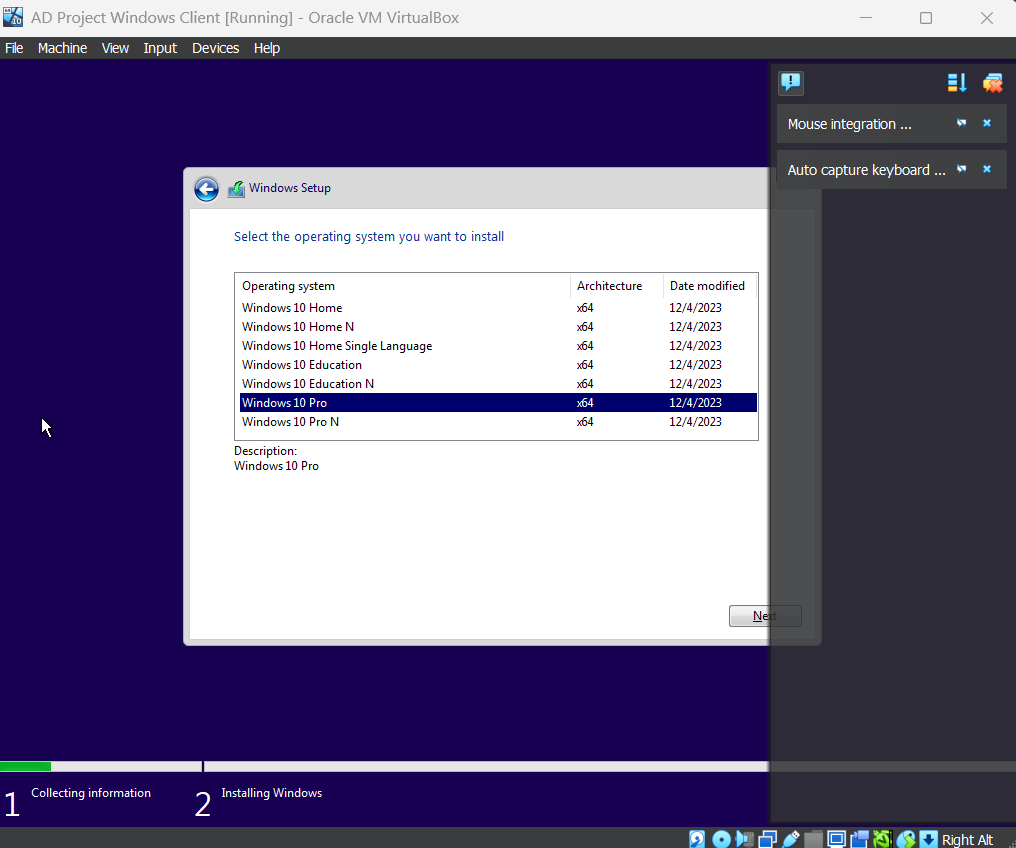 AD Project Windows Client [Running] - Oracle VM VirtualBox
File Machine View Input Devices Help
Mouse integration ...
Auto capture keyboard ...
Windows Setup
Select the operating system you want to install
Operating system Architecture Date modified
Windows 10 Home x64 12/4/2023
Windows 10 Home N x64 12/4/2023
Windows 10 Home Single Language x64 12/4/2023
Windows 10 Education x64 12/4/2023
Windows 10 Education N x64 12/4/2023
Windows 10 Pro x64 12/4/2023
Windows 10 Pro N x64 12/4/2023
Description:
Windows 10 Pro
Next
1 Collecting information 2 Installing Windows
Right Alt